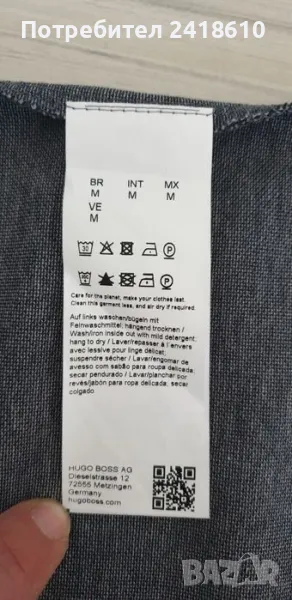 Потребител 2418610
BR INT MX
M M M
VE
M
Care for the planet, make your clothes last.
Clean this garment less, and air dry if required
Auf links waschen/bügeln mit
Feinwaschmittel; hängend trocknen /
Wash/iron inside out with mild detergent;
hang to dry / Laver/repasser à l'envers
avec lessive pour linge délicat;
suspendre sécher / Lavar/engomar de
avesso com sabão para roupa delicada,
secar pendurado / Lavar/planchar por
revés/jabón para ropa delicada, secar
colgado
HUGO BOSS AG
Dieselstrasse 12
72555 Metzingen
Germany
hugoboss.com
BAZAR